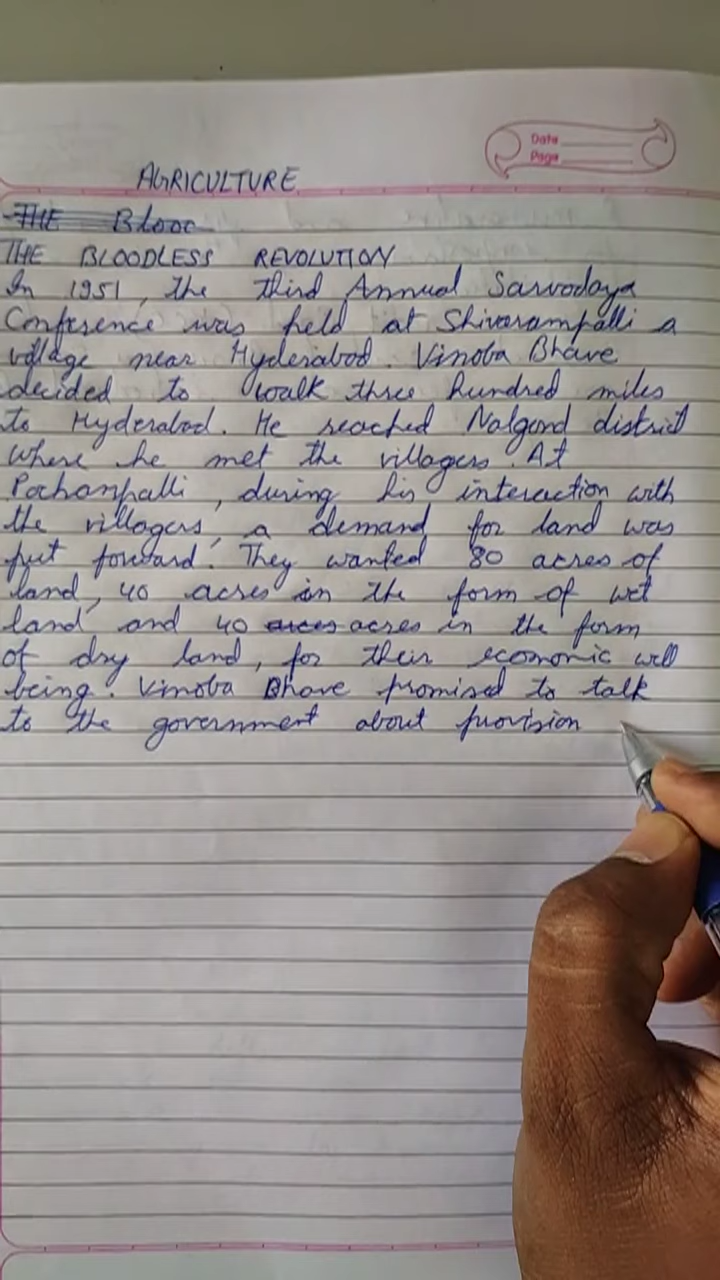 Date
Page
AGRICULTURE
THE Blooc
THE BLOODLESS REVOLUTION
In 1951, the third Annual Sarvodaya
Conference was held at Shivarampalli a
village near Hyderabad. Vinoba Bhave
decided to walk three hundred miles
to Hyderabad. He reached Nalgond district
where he met the villagers. At
Pochampalli, during his interaction with
the villagers, a demand for land was
put forward. They wanted 80 acres of
land, 40 acres in the form of wet
land and 40 acres acres in the form
of dry land, for their economic well
being. Vinoba Bhave promised to talk
to the government about provision